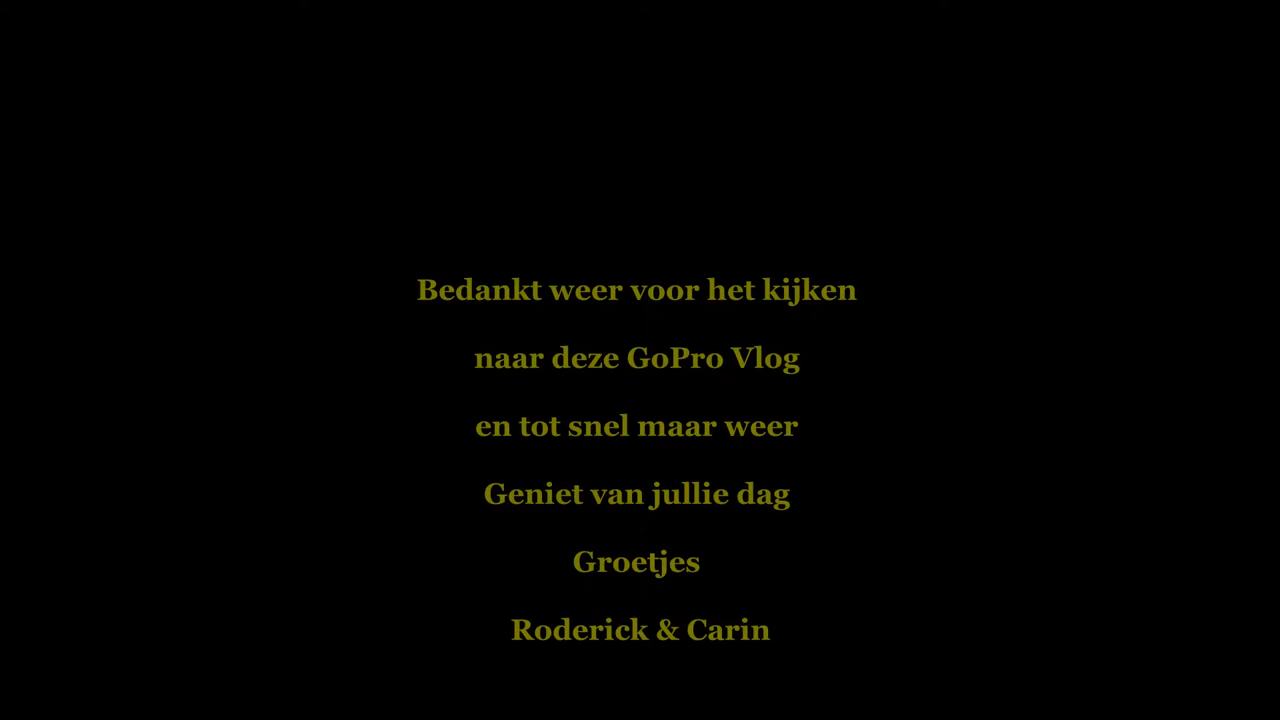 Bedankt weer voor het kijken
naar deze GoPro Vlog
en tot snel maar weer
Geniet van jullie dag
Groetjes
Roderick & Carin